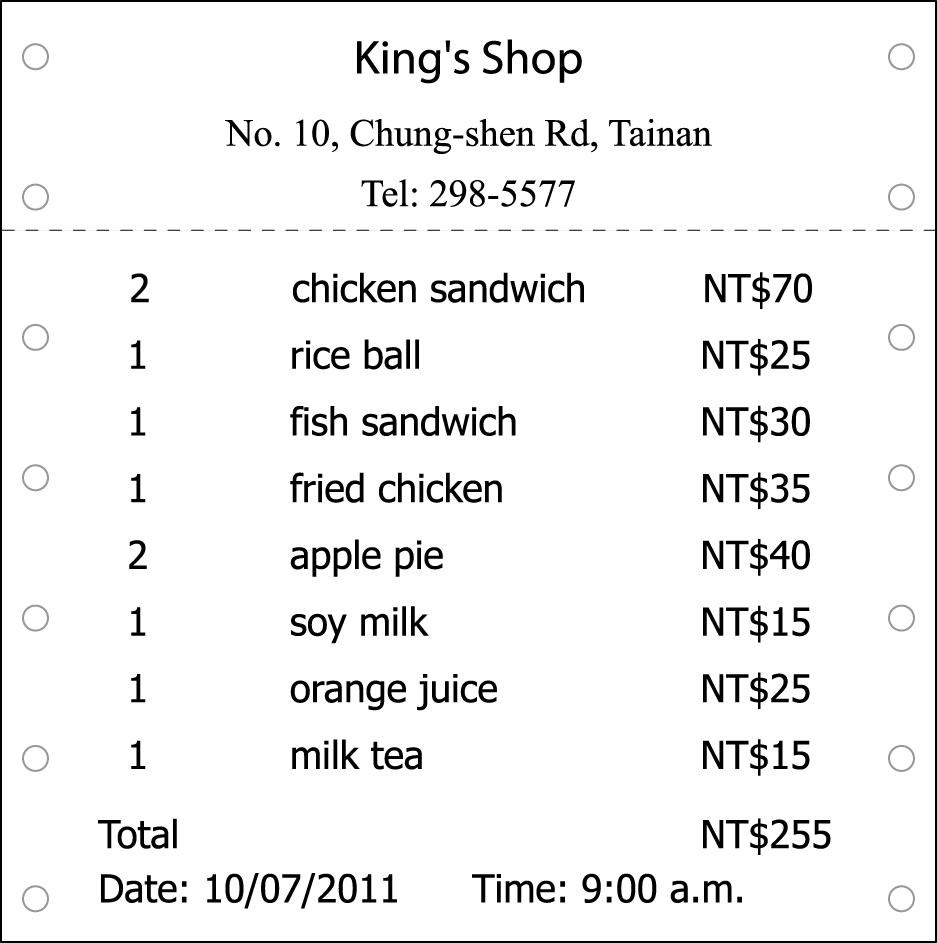 King's Shop
No. 10, Chung-shen Rd, Tainan
Tel: 298-5577
2 chicken sandwich NT$70
1 rice ball NT$25
1 fish sandwich NT$30
1 fried chicken NT$35
2 apple pie NT$40
1 soy milk NT$15
1 orange juice NT$25
1 milk tea NT$15
Total NT$255
Date: 10/07/2011 Time: 9:00 a.m.